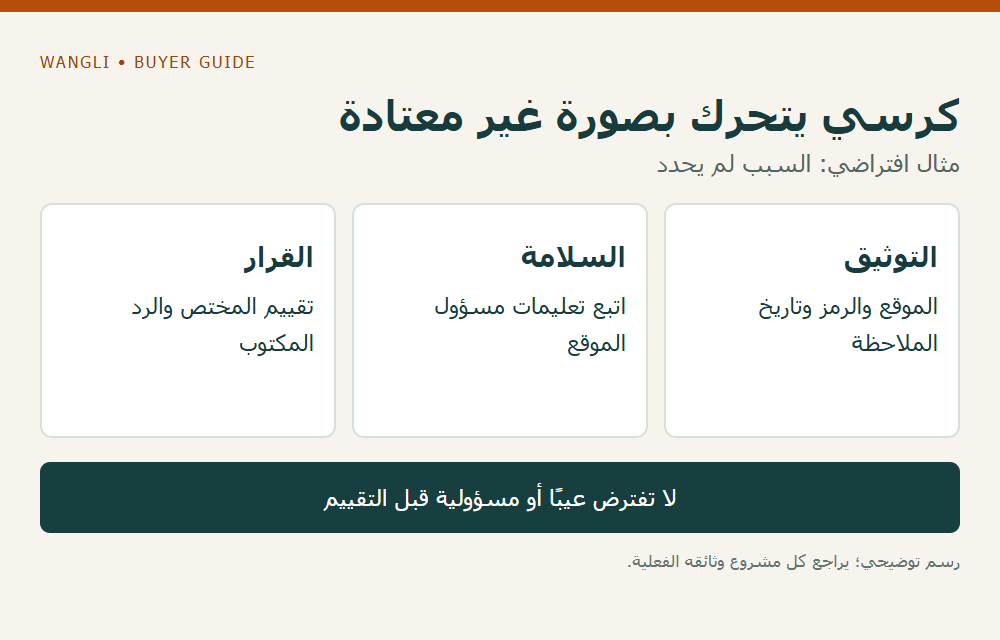 WANGLI • BUYER GUIDE
كرسي يتحرك بصورة غير معتادة
مثال افتراضي: السبب لم يحدد
التوثيق
الموقع والرمز وتاريخ
الملاحظة
السلامة
اتبع تعليمات مسؤول
الموقع
القرار
تقييم المختص والرد
المكتوب
لا تفترض عيبًا أو مسؤولية قبل التقييم
رسم توضيحي؛ يراجع كل مشروع وثائقه الفعلية.